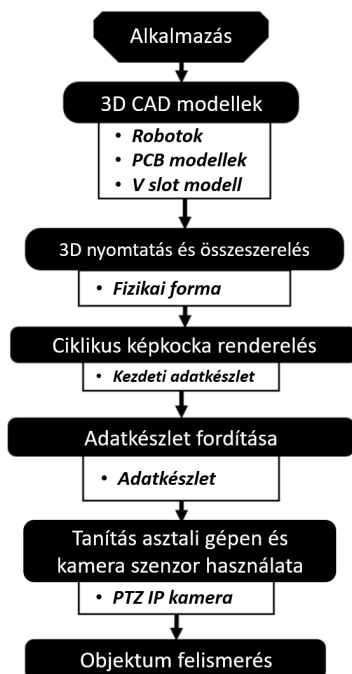 Alkalmazás
3D CAD modellek
• Robotok
• PCB modellek
• V slot modell
3D nyomtatás és összeszerelés
• Fizikai forma
Ciklikus képkocka renderelés
• Kezdeti adatkészlet
Adatkészlet fordítása
• Adatkészlet
Tanítás asztali gépen és
kamera szenzor használata
• PTZ IP kamera
Objektum felismerés